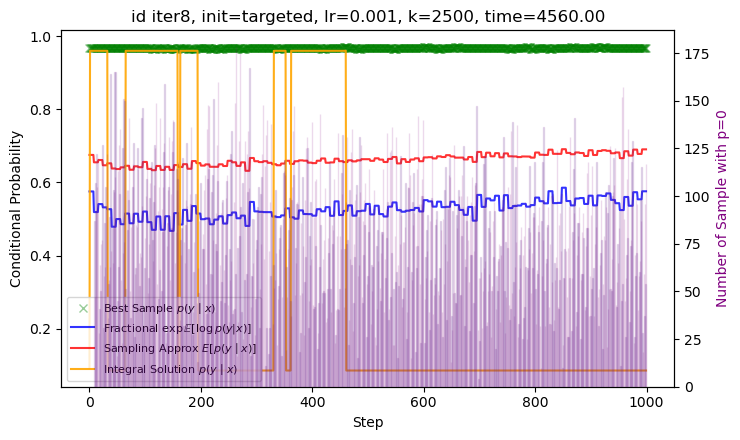 id iter8, init=targeted, lr=0.001, k=2500, time=4560.00
Conditional Probability
1.0
0.8
0.6
0.4
0.2
175
150
125
100
75
50
25
0
Number of Sample with p=0
Best Sample p(y | x)
Fractional exp𝔼[log p(y|x)]
Sampling Approx E[p(y | x)]
Integral Solution p(y | x)
0
200
400
600
800
1000
Step